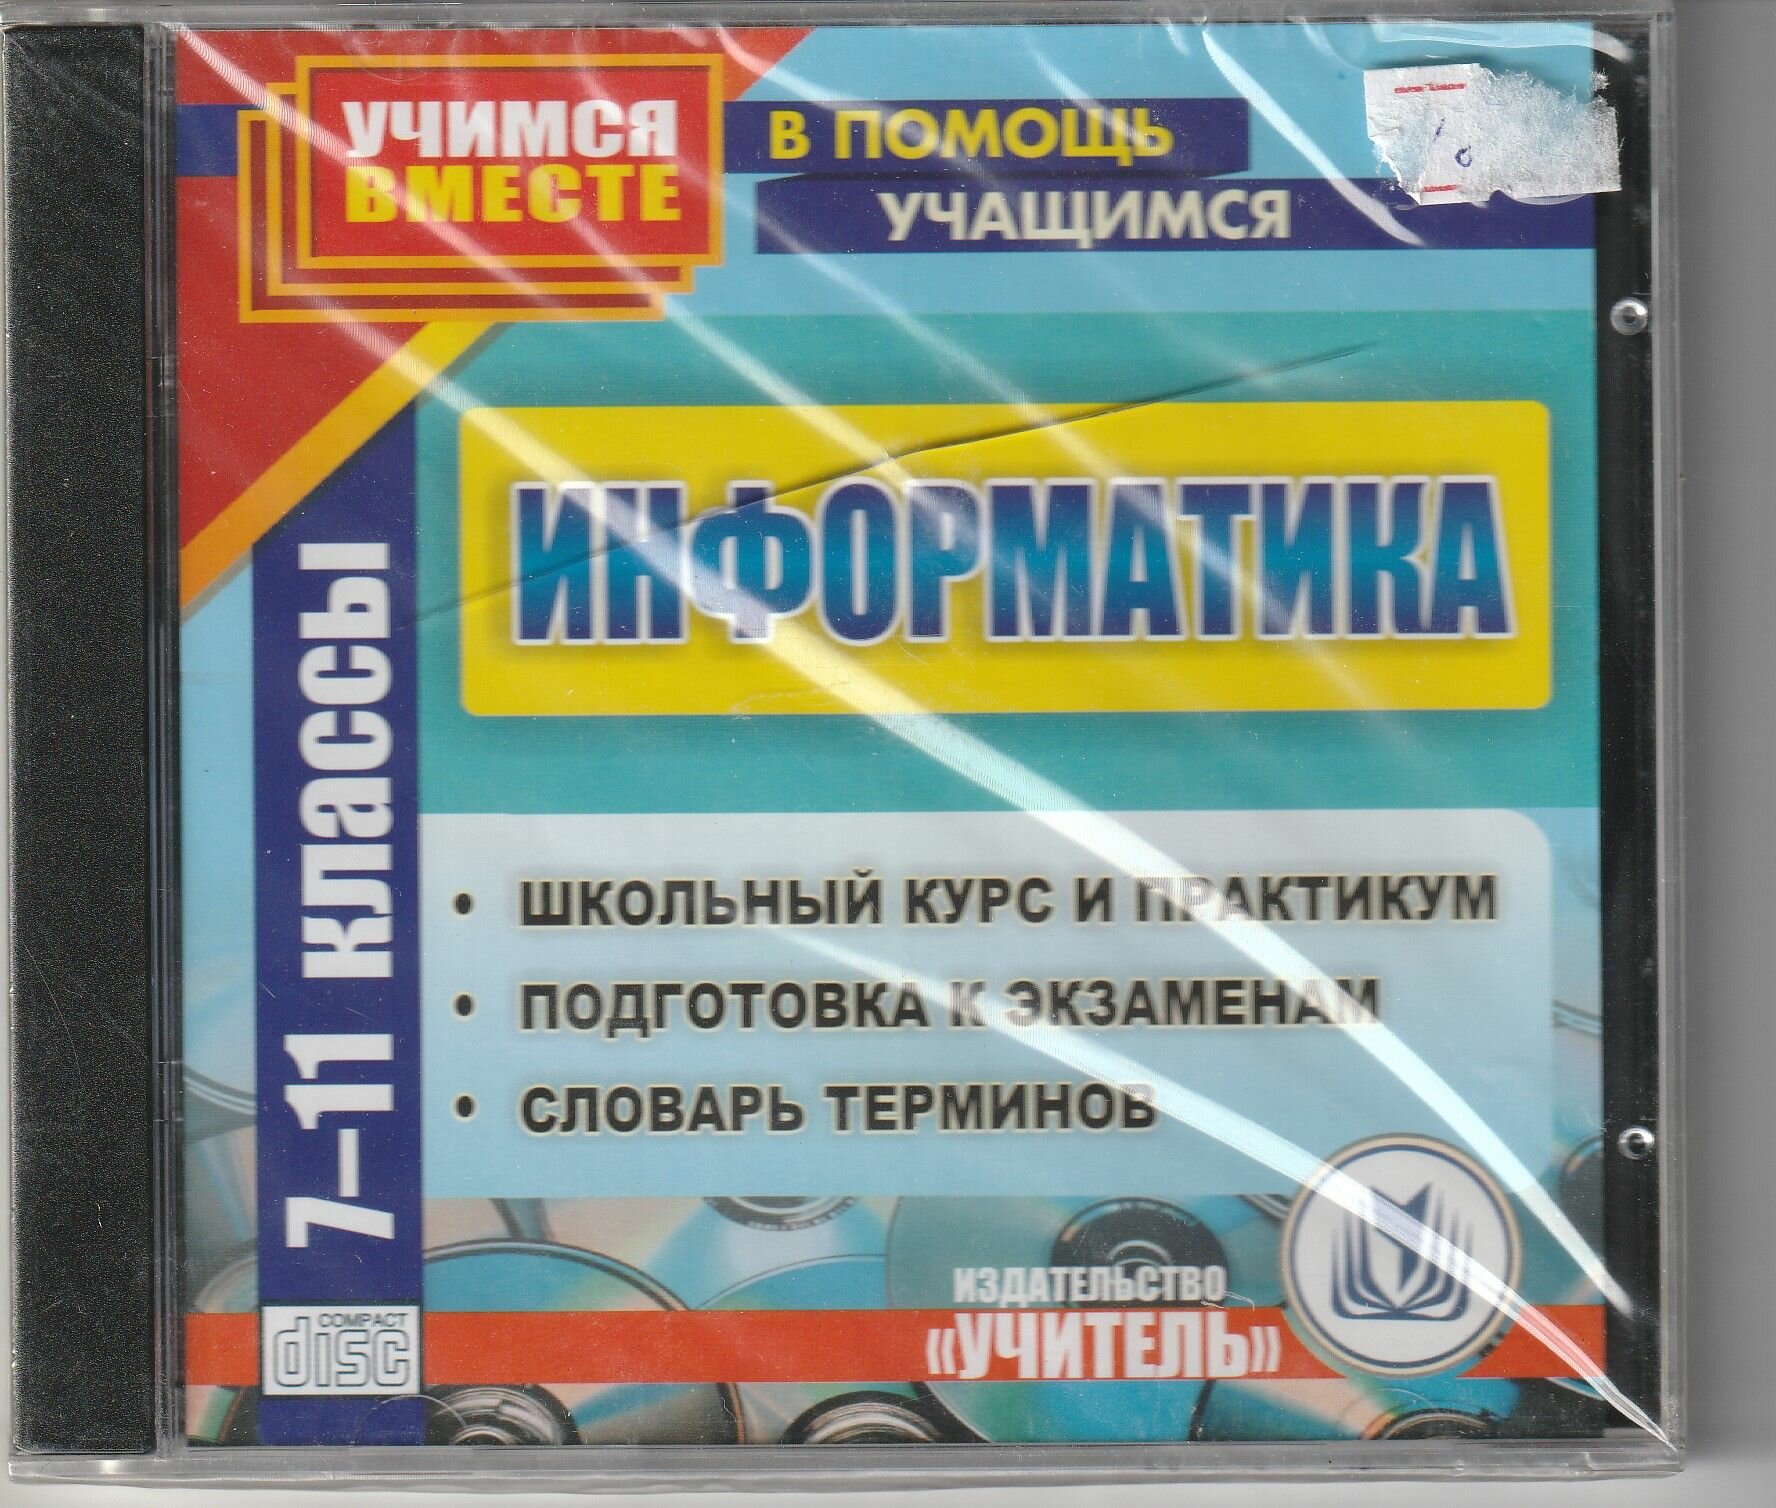 УЧИМСЯ
ВМЕСТЕ
В ПОМОЩЬ
УЧАЩИМСЯ
ИНФОРМАТИКА
7–11 классы
• ШКОЛЬНЫЙ КУРС И ПРАКТИКУМ
• ПОДГОТОВКА К ЭКЗАМЕНАМ
• СЛОВАРЬ ТЕРМИНОВ
ИЗДАТЕЛЬСТВО
«УЧИТЕЛЬ»
COMPACT
disc